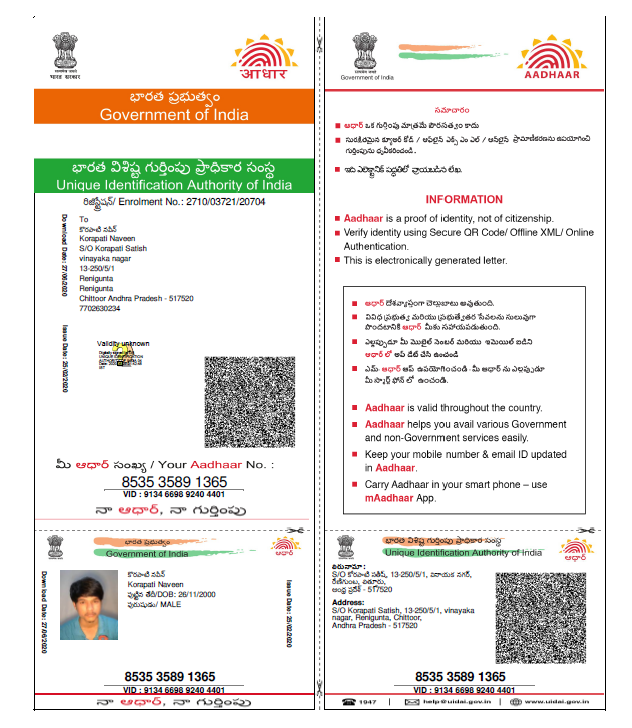 भारत सरकार
आधार
భారత ప్రభుత్వం
Government of India
భారత విశిష్ట గుర్తింపు ప్రాధికార సంస్థ
Unique Identification Authority of India
రిజిస్ట్రేషన్/ Enrolment No.: 2710/03721/20704
Download Date: 27/06/2020
To
కొరపాటి నవీన్
Korapati Naveen
S/O Korapati Satish
vinayaka nagar
13-250/5/1
Renigunta
Renigunta
Chittoor Andhra Pradesh - 517520
7702630234
Issue Date: 25/02/2020
Validity unknown
మీ ఆధార్ సంఖ్య / Your Aadhaar No. :
8535 3589 1365
VID : 9134 6698 9240 4401
నా ఆధార్, నా గుర్తింపు
భారత ప్రభుత్వం
Government of India
ఆధార్
Download Date: 27/06/2020
కొరపాటి నవీన్
Korapati Naveen
పుట్టిన తేదీ/DOB: 26/11/2000
పురుషుడు/ MALE
Issue Date: 25/02/2020
8535 3589 1365
VID : 9134 6698 9240 4401
నా ఆధార్, నా గుర్తింపు
Government of India
AADHAAR
సమాచారం
ఆధార్ ఒక గుర్తింపు మాత్రమే పౌరసత్వం కాదు
సురక్షితమైన క్యూఆర్ కోడ్ / ఆఫ్‌లైన్ ఎక్స్ ఎం ఎల్ / ఆన్‌లైన్ ప్రామాణీకరణను ఉపయోగించి
గుర్తింపును ధృవీకరించండి.
ఇది ఎలెక్ట్రానిక్ పద్ధతిలో వ్రాయబడిన లేఖ.
INFORMATION
Aadhaar is a proof of identity, not of citizenship.
Verify identity using Secure QR Code/ Offline XML/ Online
Authentication.
This is electronically generated letter.
ఆధార్ దేశవ్యాప్తంగా చెల్లుబాటు అవుతుంది.
వివిధ ప్రభుత్వ మరియు ప్రభుత్వేతర సేవలను సులువుగా
పొందటానికి ఆధార్ మీకు సహాయపడుతుంది.
ఎల్లప్పుడూ మీ మొబైల్ నెంబర్ మరియు ఇమెయిల్ ఐడిని
ఆధార్ లో అప్ డేట్ చేసి ఉంచండి
ఎమ్-ఆధార్ ఆప్ ఉపయోగించండి - మీ ఆధార్ ను ఎల్లప్పుడూ
మీ స్మార్ట్ ఫోన్ లో ఉంచండి.
Aadhaar is valid throughout the country.
Aadhaar helps you avail various Government
and non-Government services easily.
Keep your mobile number & email ID updated
in Aadhaar.
Carry Aadhaar in your smart phone – use
mAadhaar App.
భారత విశిష్ట గుర్తింపు ప్రాధికార సంస్థ
Unique Identification Authority of India
ఆధార్
చిరునామా :
S/O కొరపాటి సతీష్, 13-250/5/1, వినాయక నగర్,
రేణిగుంట, చిత్తూరు,
ఆంధ్ర ప్రదేశ్ - 517520
Address:
S/O Korapati Satish, 13-250/5/1, vinayaka
nagar, Renigunta, Chittoor,
Andhra Pradesh - 517520
8535 3589 1365
VID : 9134 6698 9240 4401
1947 | help@uidai.gov.in | www.uidai.gov.in